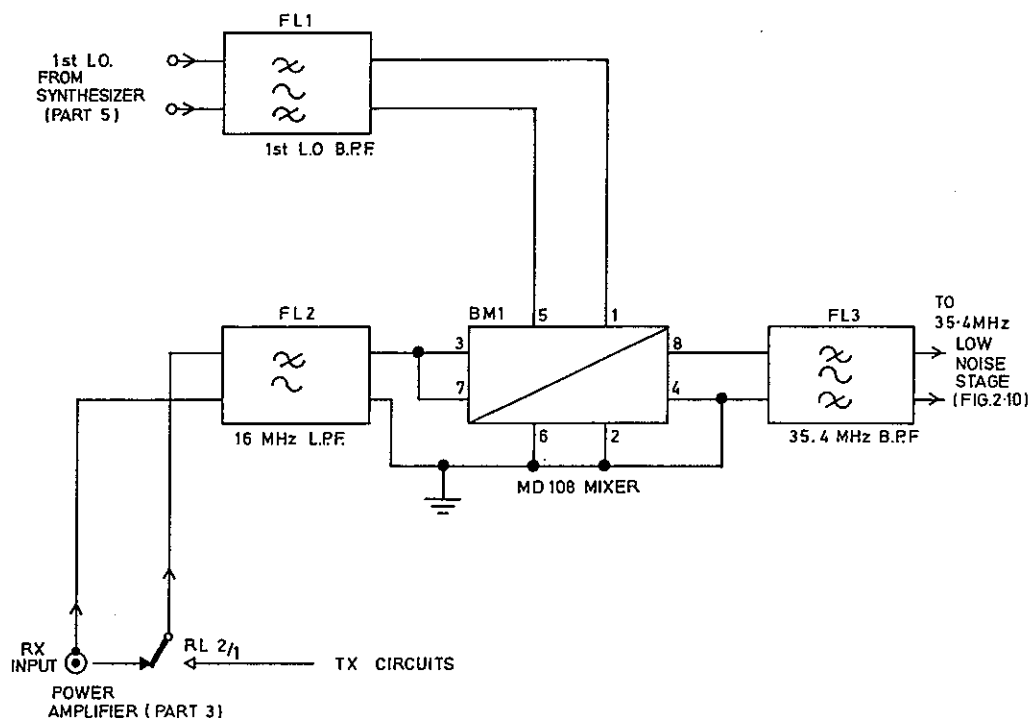 FL1
1st L.O.
FROM
SYNTHESIZER
(PART 5)
1st L.O B.P.F.
FL2
16 MHz L.P.F.
BM1
5
1
3
7
8
4
6
2
MD108 MIXER
FL3
35.4 MHz B.P.F
TO
35·4MHz
LOW
NOISE
STAGE
(FIG.2·10)
RX
INPUT
RL 2/1
TX CIRCUITS
POWER
AMPLIFIER (PART 3)